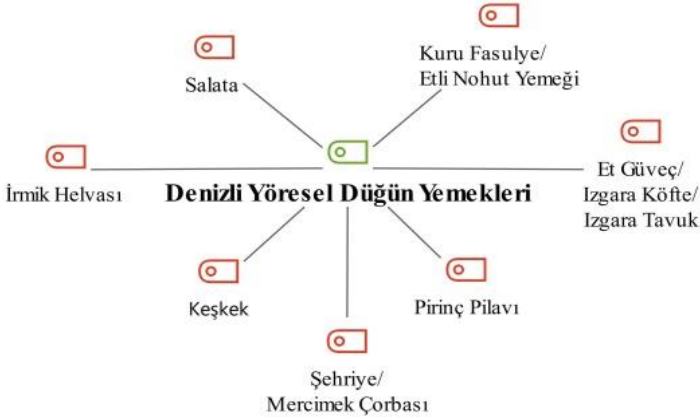 Kuru Fasulye/
Etli Nohut Yemeği
Salata
Et Güveç/
Izgara Köfte/
Izgara Tavuk
İrmik Helvası
Denizli Yöresel Düğün Yemekleri
Keşkek
Pirinç Pilavı
Şehriye/
Mercimek Çorbası